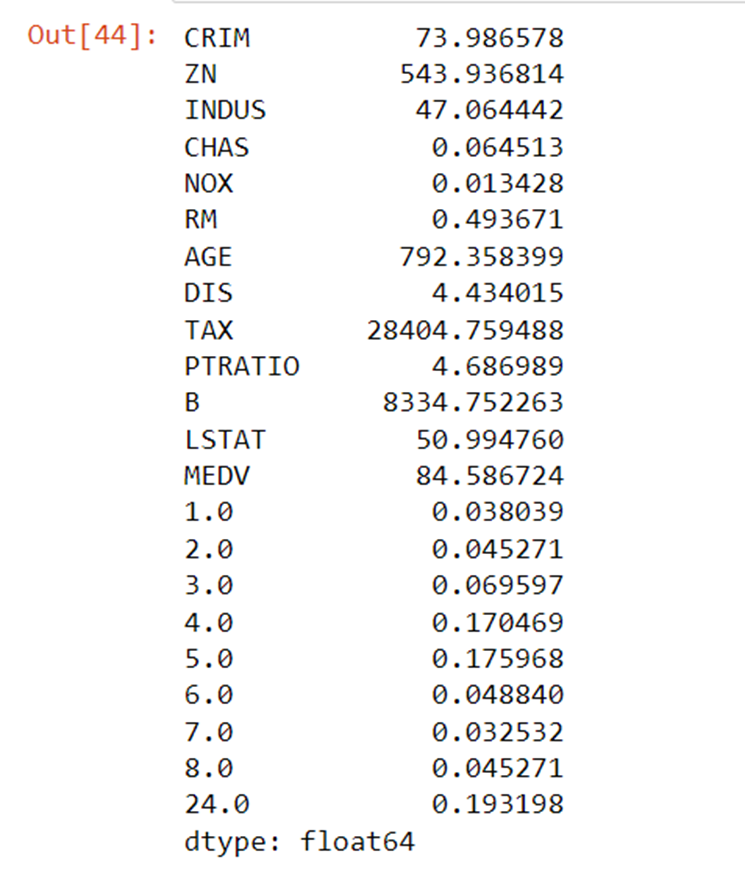 Out[44]: CRIM 73.986578
ZN 543.936814
INDUS 47.064442
CHAS 0.064513
NOX 0.013428
RM 0.493671
AGE 792.358399
DIS 4.434015
TAX 28404.759488
PTRATIO 4.686989
B 8334.752263
LSTAT 50.994760
MEDV 84.586724
1.0 0.038039
2.0 0.045271
3.0 0.069597
4.0 0.170469
5.0 0.175968
6.0 0.048840
7.0 0.032532
8.0 0.045271
24.0 0.193198
dtype: float64